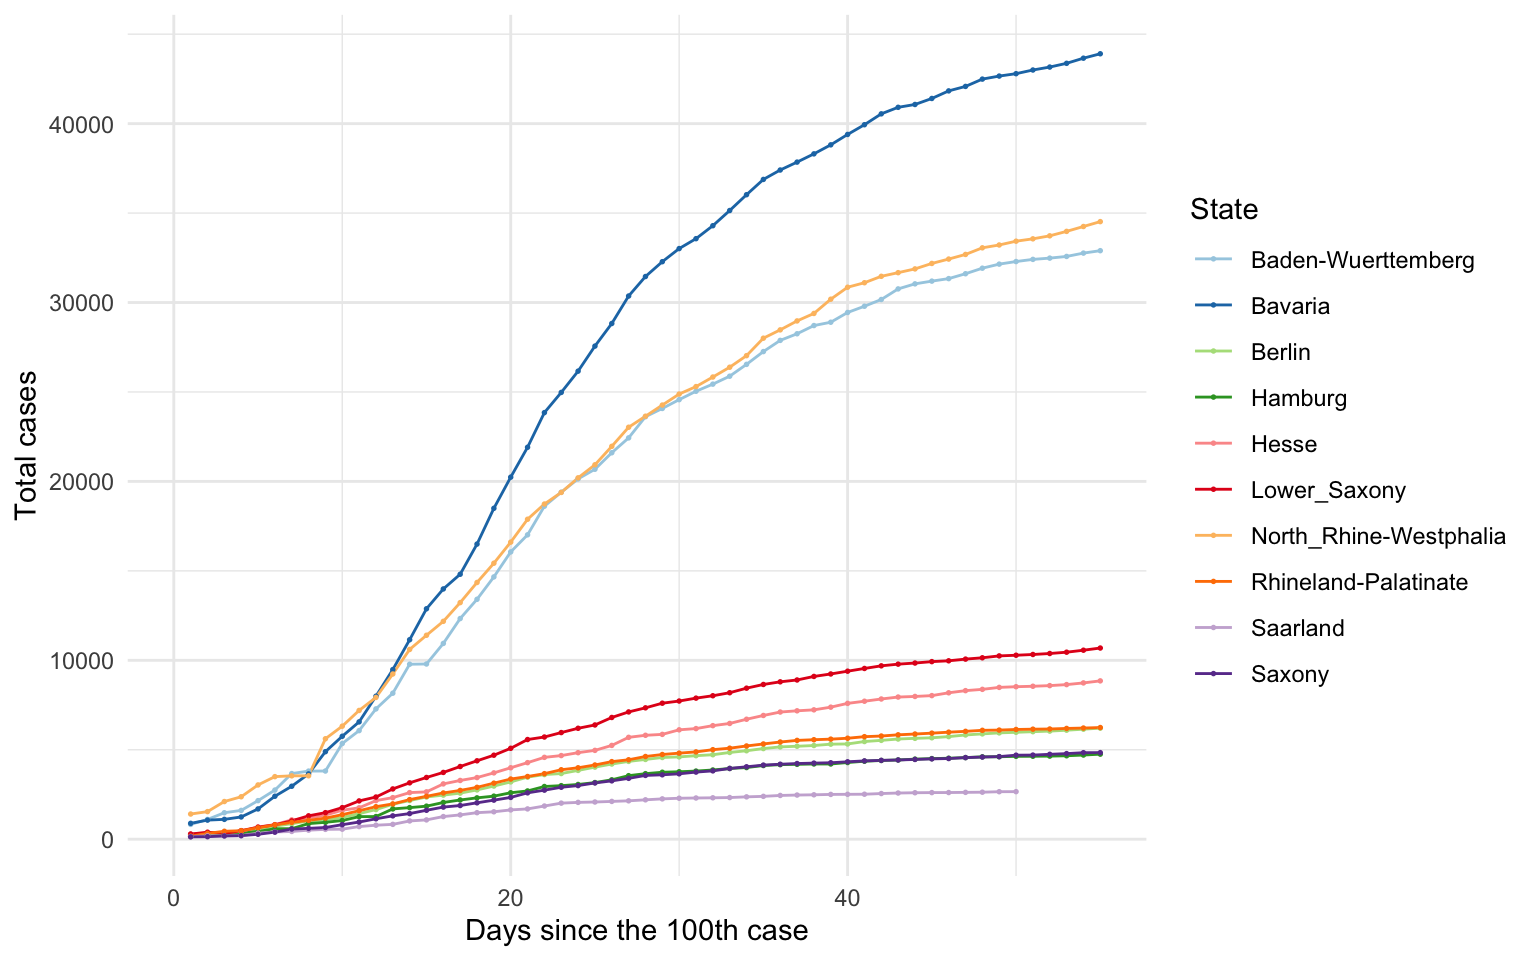 Total cases
40000
30000
20000
10000
0
0 20 40
Days since the 100th case
State
Baden-Wuerttemberg
Bavaria
Berlin
Hamburg
Hesse
Lower_Saxony
North_Rhine-Westphalia
Rhineland-Palatinate
Saarland
Saxony